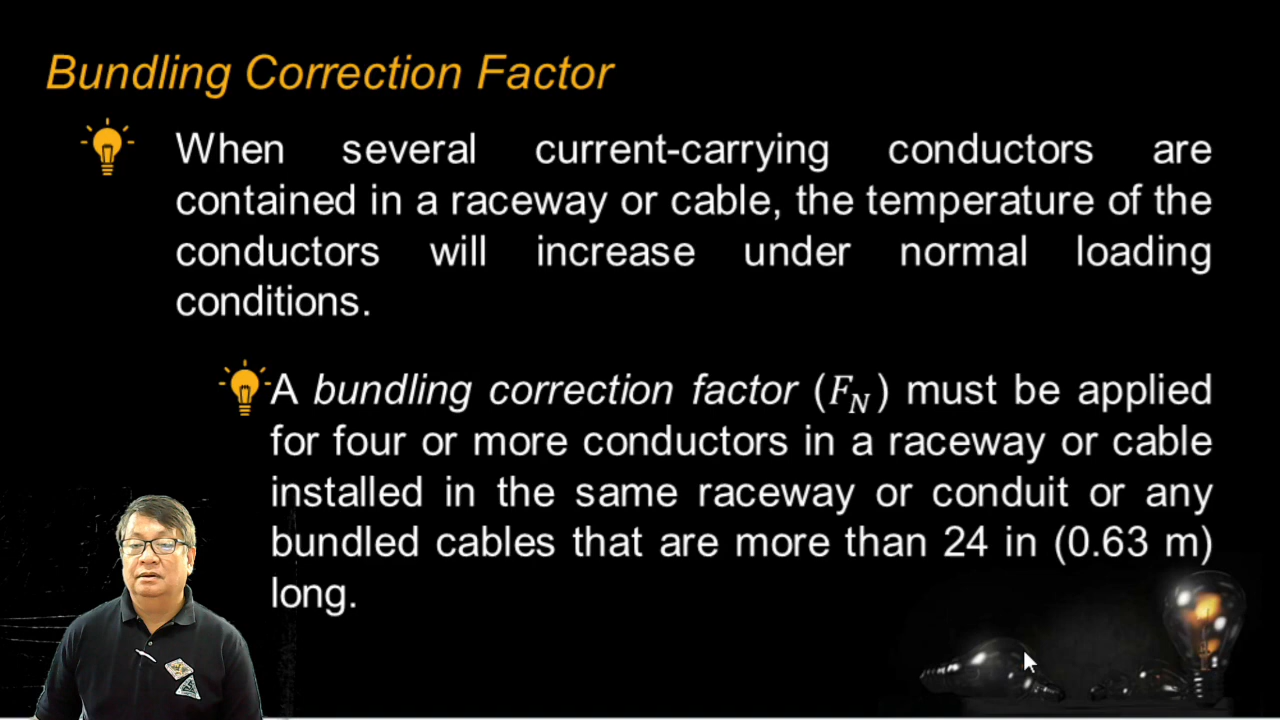 Bundling Correction Factor
When several current-carrying conductors are
contained in a raceway or cable, the temperature of the
conductors will increase under normal loading
conditions.
A bundling correction factor (F_N) must be applied
for four or more conductors in a raceway or cable
installed in the same raceway or conduit or any
bundled cables that are more than 24 in (0.63 m)
long.